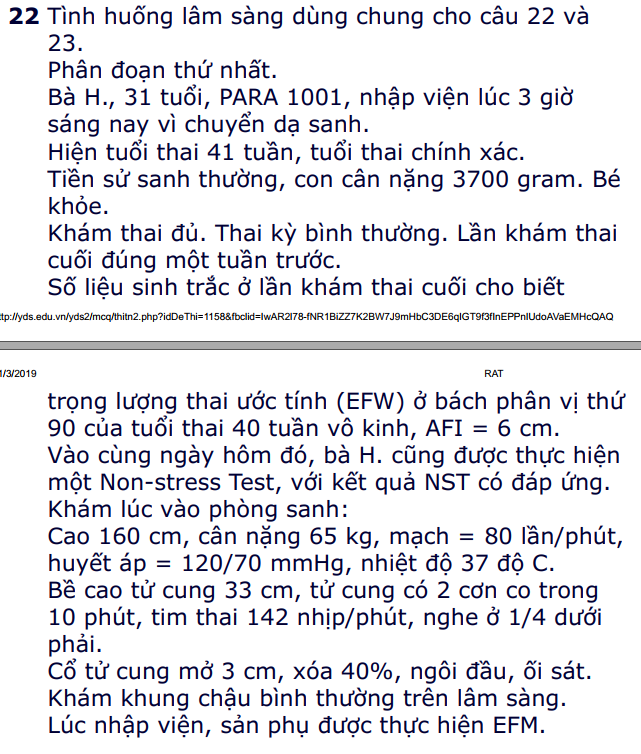 22 Tình huống lâm sàng dùng chung cho câu 22 và
23.
Phân đoạn thứ nhất.
Bà H., 31 tuổi, PARA 1001, nhập viện lúc 3 giờ
sáng nay vì chuyển dạ sanh.
Hiện tuổi thai 41 tuần, tuổi thai chính xác.
Tiền sử sanh thường, con cân nặng 3700 gram. Bé
khỏe.
Khám thai đủ. Thai kỳ bình thường. Lần khám thai
cuối đúng một tuần trước.
Số liệu sinh trắc ở lần khám thai cuối cho biết
ttp://yds.edu.vn/yds2/mcq/thitn2.php?idDeThi=1158&fbclid=IwAR2I78-fNR1BiZZ7K2BW7J9mHbC3DE6qIGT9f3fInEPPnIUdoAVaEMHcQAQ
1/3/2019 RAT
trọng lượng thai ước tính (EFW) ở bách phân vị thứ
90 của tuổi thai 40 tuần vô kinh, AFI = 6 cm.
Vào cùng ngày hôm đó, bà H. cũng được thực hiện
một Non-stress Test, với kết quả NST có đáp ứng.
Khám lúc vào phòng sanh:
Cao 160 cm, cân nặng 65 kg, mạch = 80 lần/phút,
huyết áp = 120/70 mmHg, nhiệt độ 37 độ C.
Bề cao tử cung 33 cm, tử cung có 2 cơn co trong
10 phút, tim thai 142 nhịp/phút, nghe ở 1/4 dưới
phải.
Cổ tử cung mở 3 cm, xóa 40%, ngôi đầu, ối sát.
Khám khung chậu bình thường trên lâm sàng.
Lúc nhập viện, sản phụ được thực hiện EFM.